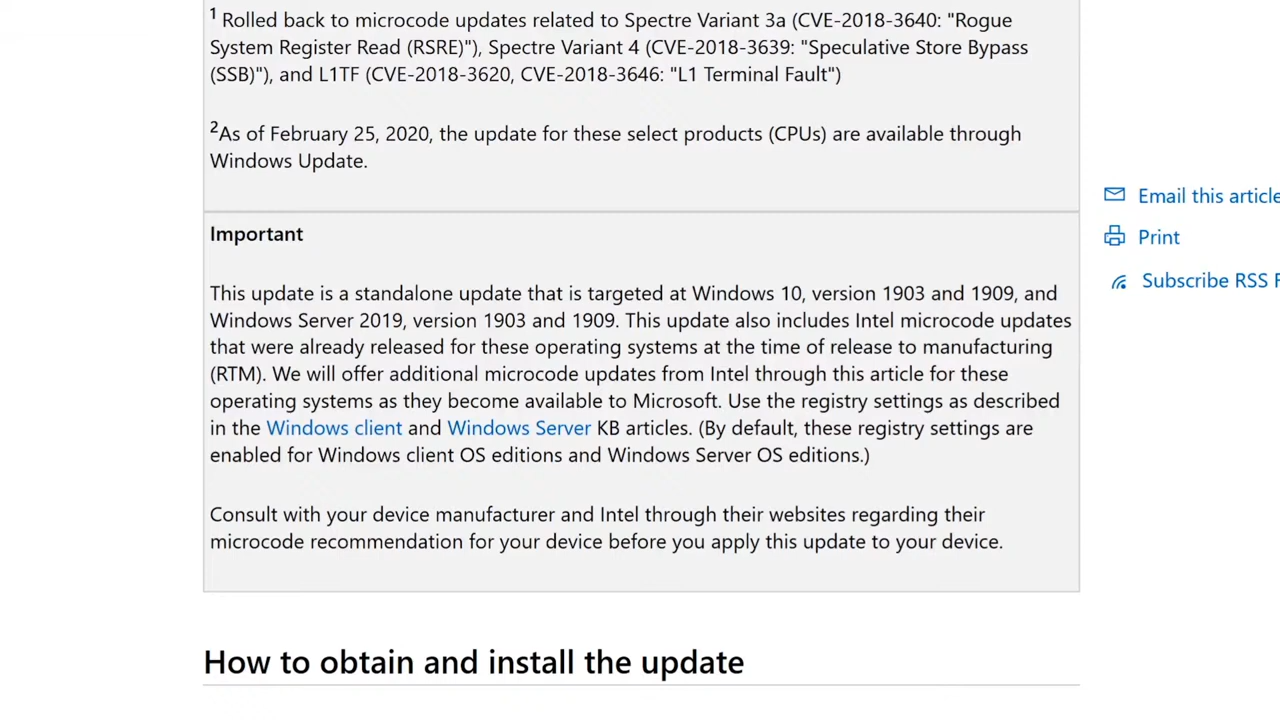 ¹ Rolled back to microcode updates related to Spectre Variant 3a (CVE-2018-3640: "Rogue
System Register Read (RSRE)"), Spectre Variant 4 (CVE-2018-3639: "Speculative Store Bypass
(SSB)"), and L1TF (CVE-2018-3620, CVE-2018-3646: "L1 Terminal Fault")
²As of February 25, 2020, the update for these select products (CPUs) are available through
Windows Update.
Email this article
Print
Subscribe RSS F
Important
This update is a standalone update that is targeted at Windows 10, version 1903 and 1909, and
Windows Server 2019, version 1903 and 1909. This update also includes Intel microcode updates
that were already released for these operating systems at the time of release to manufacturing
(RTM). We will offer additional microcode updates from Intel through this article for these
operating systems as they become available to Microsoft. Use the registry settings as described
in the Windows client and Windows Server KB articles. (By default, these registry settings are
enabled for Windows client OS editions and Windows Server OS editions.)
Consult with your device manufacturer and Intel through their websites regarding their
microcode recommendation for your device before you apply this update to your device.
How to obtain and install the update